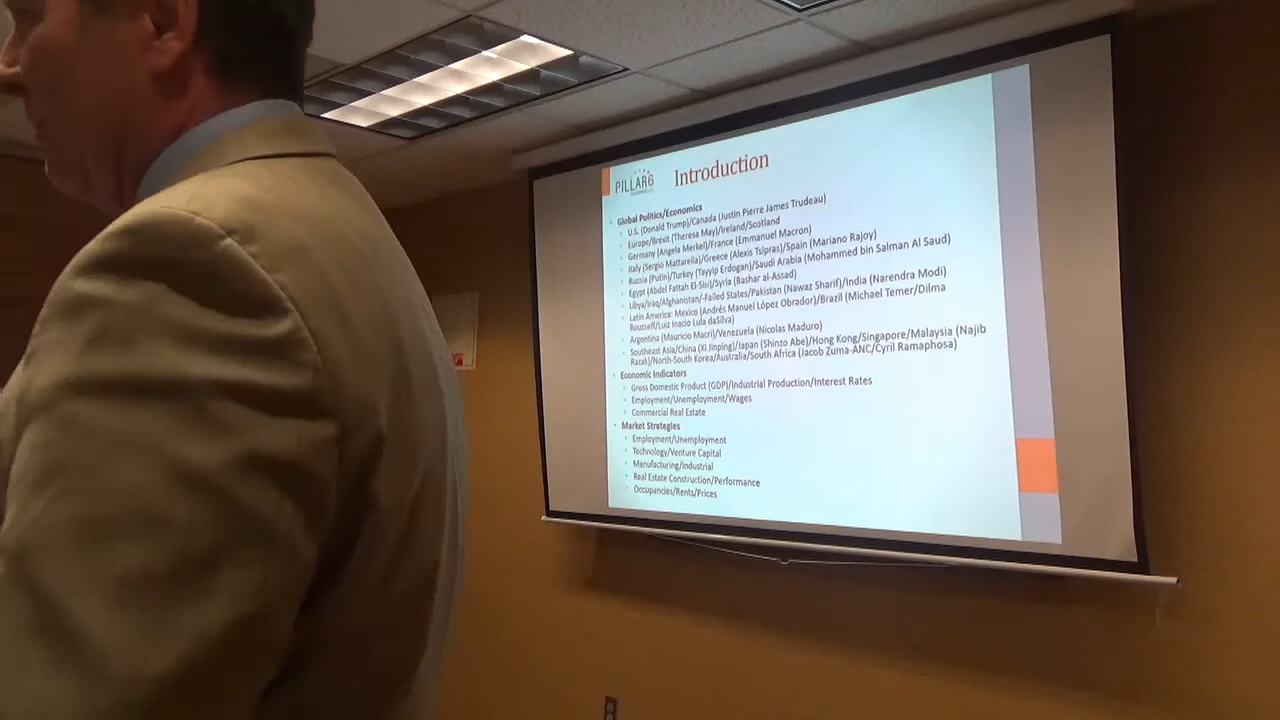 PILLAR6
Introduction
Global Politics/Economics
U.S. (Donald Trump)/Canada (Justin Pierre James Trudeau)
Europe/Brexit (Theresa May)/Ireland/Scotland
Germany (Angela Merkel)/France (Emmanuel Macron)
Italy (Sergio Mattarella)/Greece (Alexis Tsipras)/Spain (Mariano Rajoy)
Russia (Putin)/Turkey (Tayyip Erdogan)/Saudi Arabia (Mohammed bin Salman Al Saud)
Egypt (Abdel Fattah El-Sisi)/Syria (Bashar al-Assad)
Libya/Iraq/Afghanistan/-Failed States/Pakistan (Nawaz Sharif)/India (Narendra Modi)
Latin America: Mexico (Andrés Manuel López Obrador)/Brazil (Michael Temer/Dilma
Rousseff/Luiz Inacio Lula daSilva)
Argentina (Mauricio Macri)/Venezuela (Nicolas Maduro)
Southeast Asia/China (Xi Jinping)/Japan (Shinzo Abe)/Hong Kong/Singapore/Malaysia (Najib
Razak)/North-South Korea/Australia/South Africa (Jacob Zuma-ANC/Cyril Ramaphosa)
Economic Indicators
Gross Domestic Product (GDP)/Industrial Production/Interest Rates
Employment/Unemployment/Wages
Commercial Real Estate
Market Strategies
Employment/Unemployment
Technology/Venture Capital
Manufacturing/Industrial
Real Estate Construction/Performance
Occupancies/Rents/Prices